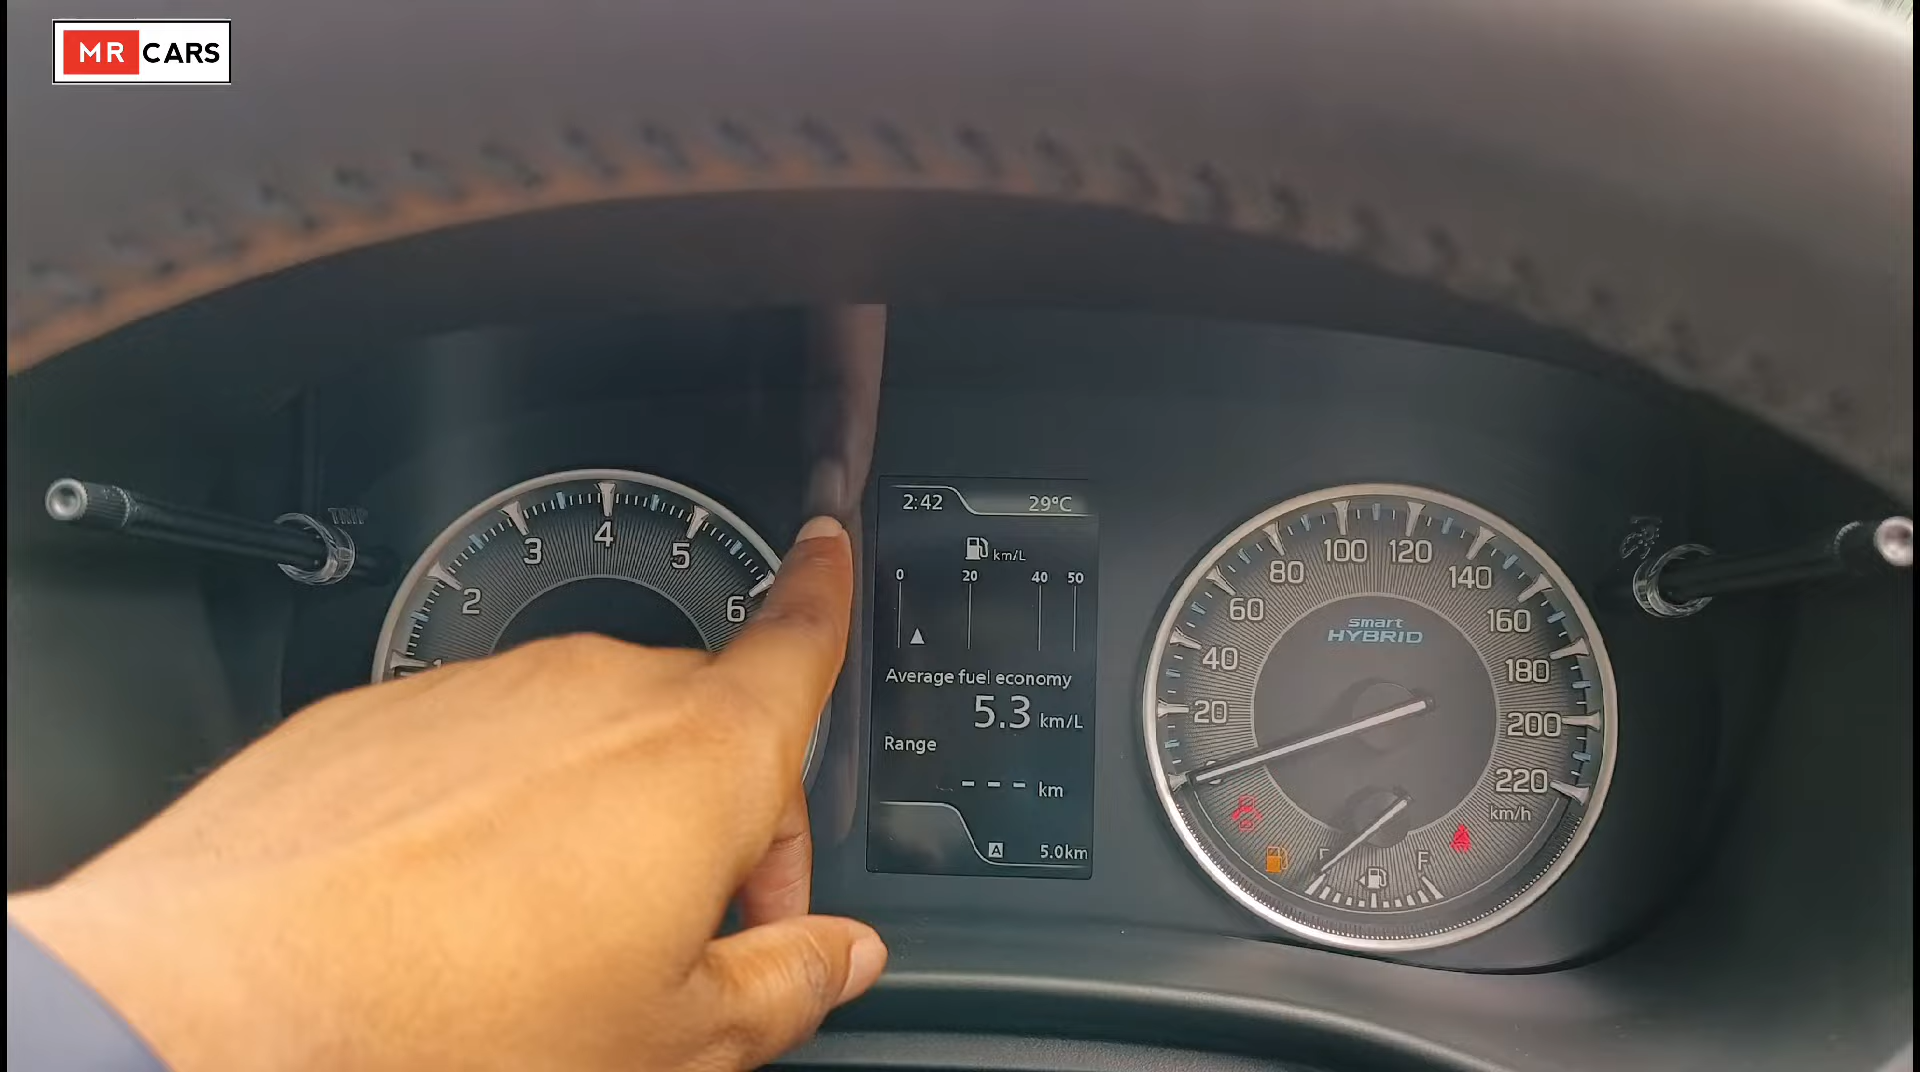 MR CARS
TRIP
1
2
3
4
5
6
2:42 29°C
km/L
0 20 40 50
Average fuel economy
5.3 km/L
Range
--- km
A 5.0km
smart
HYBRID
20
40
60
80
100
120
140
160
180
200
220
km/h
F